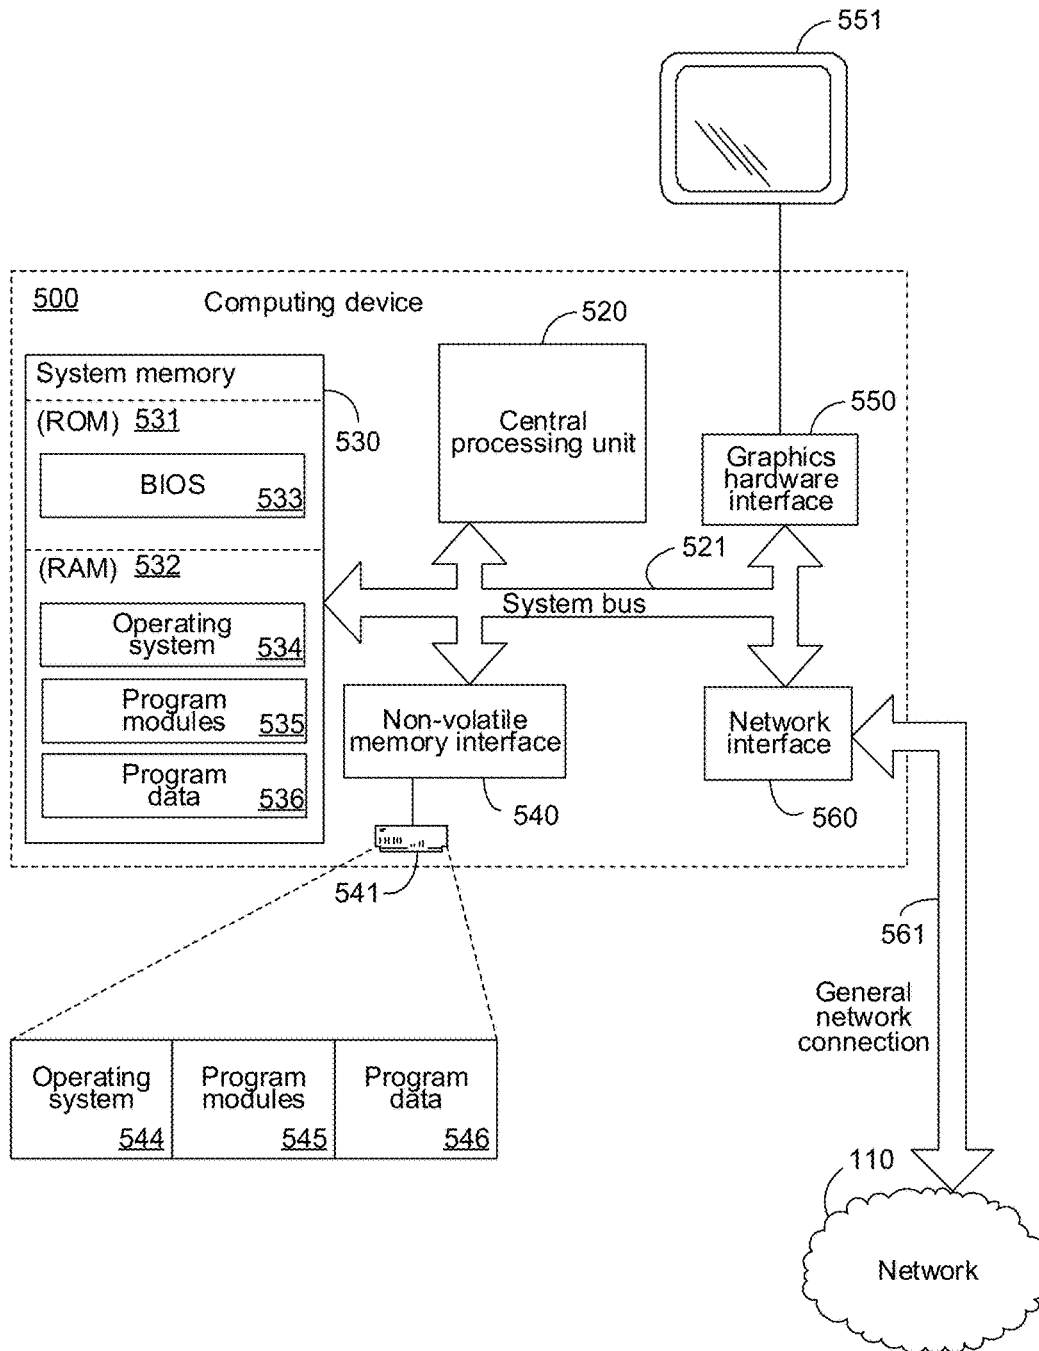 551
500
Computing device
520
System memory
(ROM) 531
530
BIOS
533
Central
processing unit
550
Graphics
hardware
interface
(RAM) 532
521
System bus
Operating
system
534
Program
modules
535
Program
data
536
Non-volatile
memory interface
540
Network
interface
560
541
561
General
network
connection
Operating
system
544
Program
modules
545
Program
data
546
110
Network